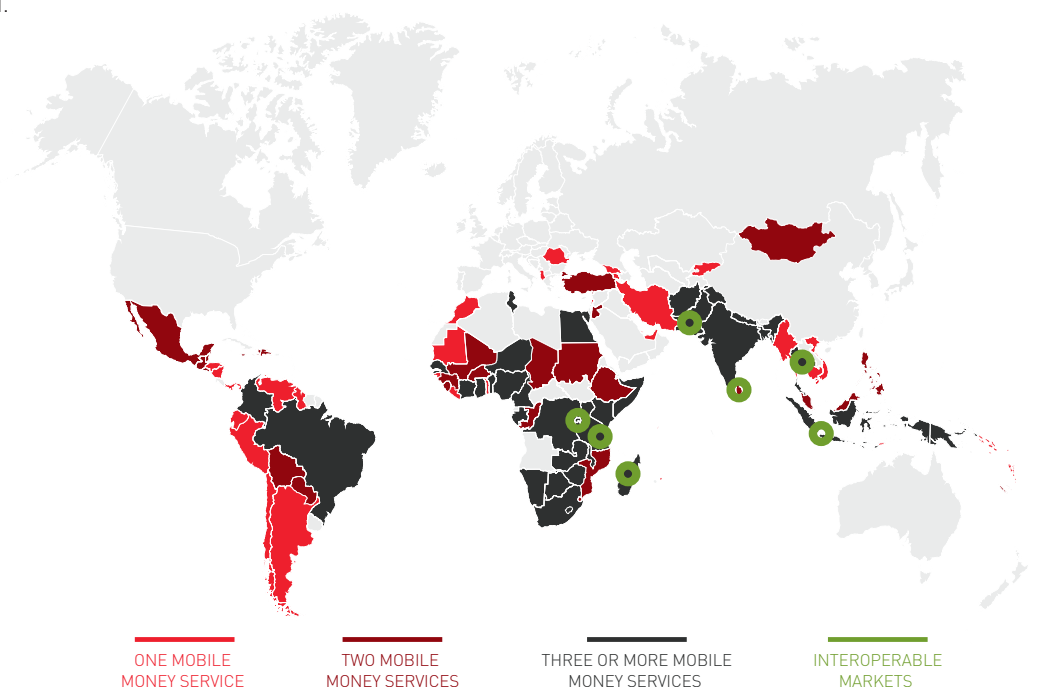 ONE MOBILE
MONEY SERVICE
TWO MOBILE
MONEY SERVICES
THREE OR MORE MOBILE
MONEY SERVICES
INTEROPERABLE
MARKETS